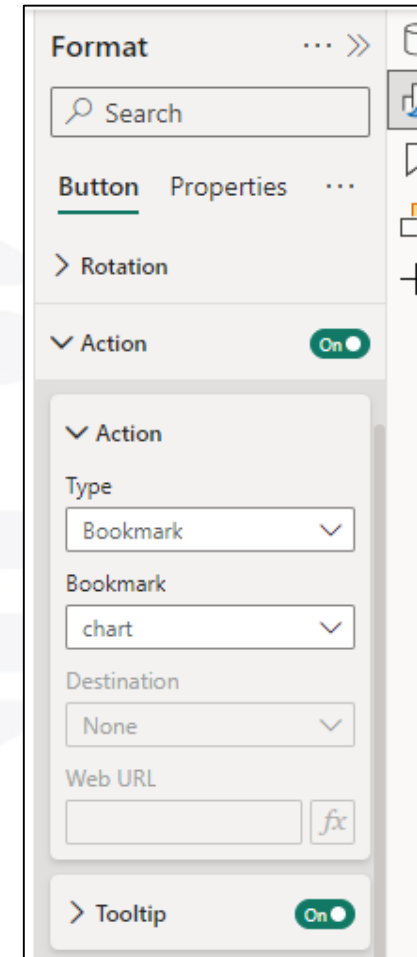 Format ... »
Search
Button Properties ...
Rotation
Action On
Action
Type
Bookmark
Bookmark
chart
Destination
None
Web URL
fx
Tooltip On